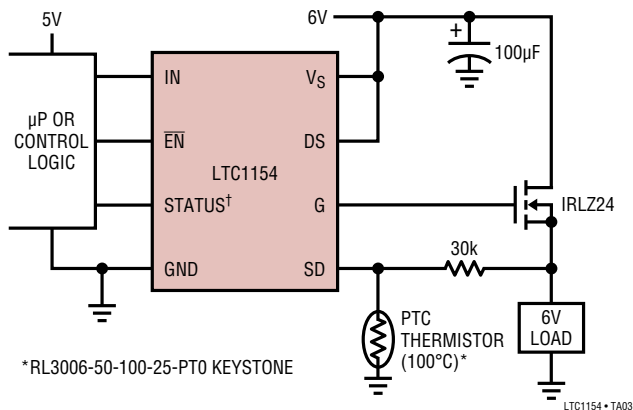 5V
6V
+
100µF
µP OR
CONTROL
LOGIC
IN
EN
STATUS†
GND
LTC1154
VS
DS
G
SD
IRLZ24
30k
PTC
THERMISTOR
(100°C)*
6V
LOAD
*RL3006-50-100-25-PT0 KEYSTONE
LTC1154 • TA03